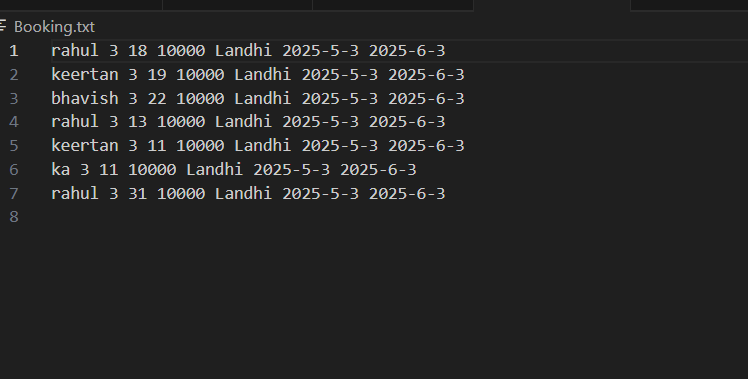 Booking.txt
1 rahul 3 18 10000 Landhi 2025-5-3 2025-6-3
2 keertan 3 19 10000 Landhi 2025-5-3 2025-6-3
3 bhavish 3 22 10000 Landhi 2025-5-3 2025-6-3
4 rahul 3 13 10000 Landhi 2025-5-3 2025-6-3
5 keertan 3 11 10000 Landhi 2025-5-3 2025-6-3
6 ka 3 11 10000 Landhi 2025-5-3 2025-6-3
7 rahul 3 31 10000 Landhi 2025-5-3 2025-6-3
8